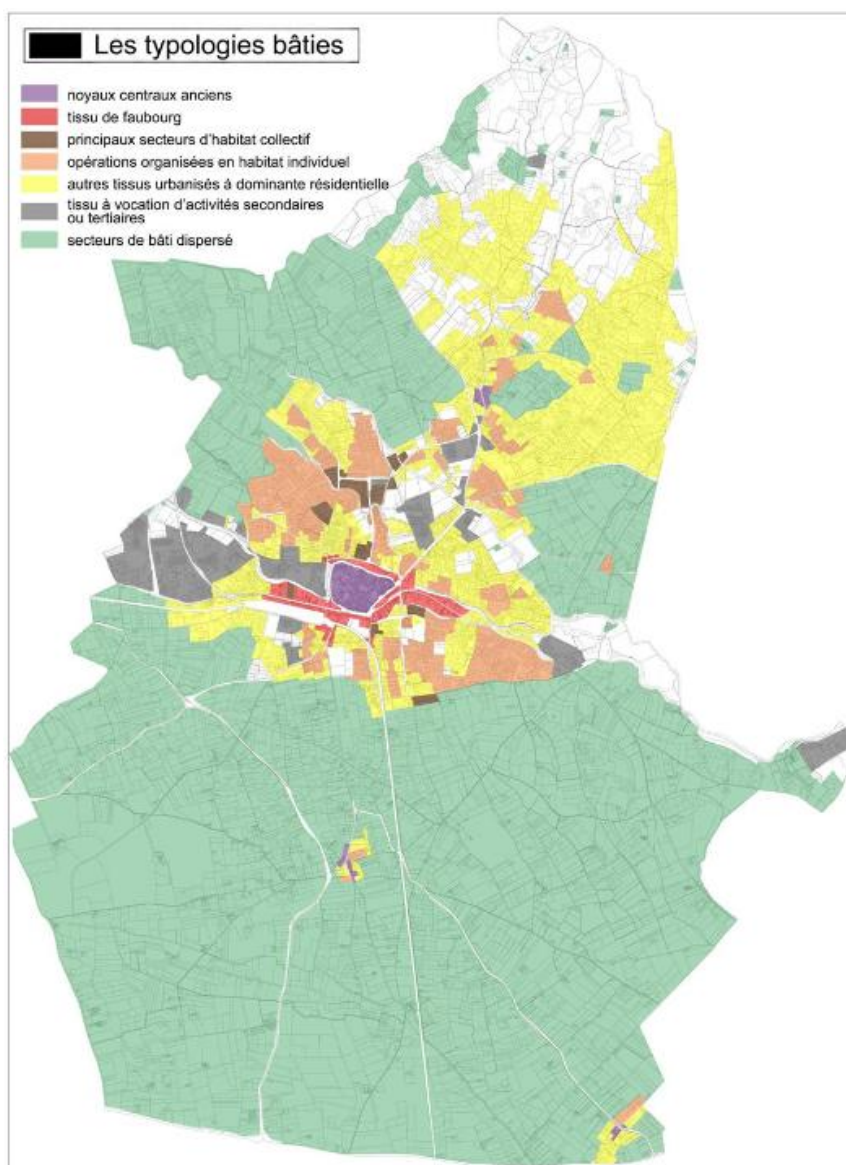 Les typologies bâties
noyaux centraux anciens
tissu de faubourg
principaux secteurs d'habitat collectif
opérations organisées en habitat individuel
autres tissus urbanisés à dominante résidentielle
tissu à vocation d'activités secondaires
ou tertiaires
secteurs de bâti dispersé